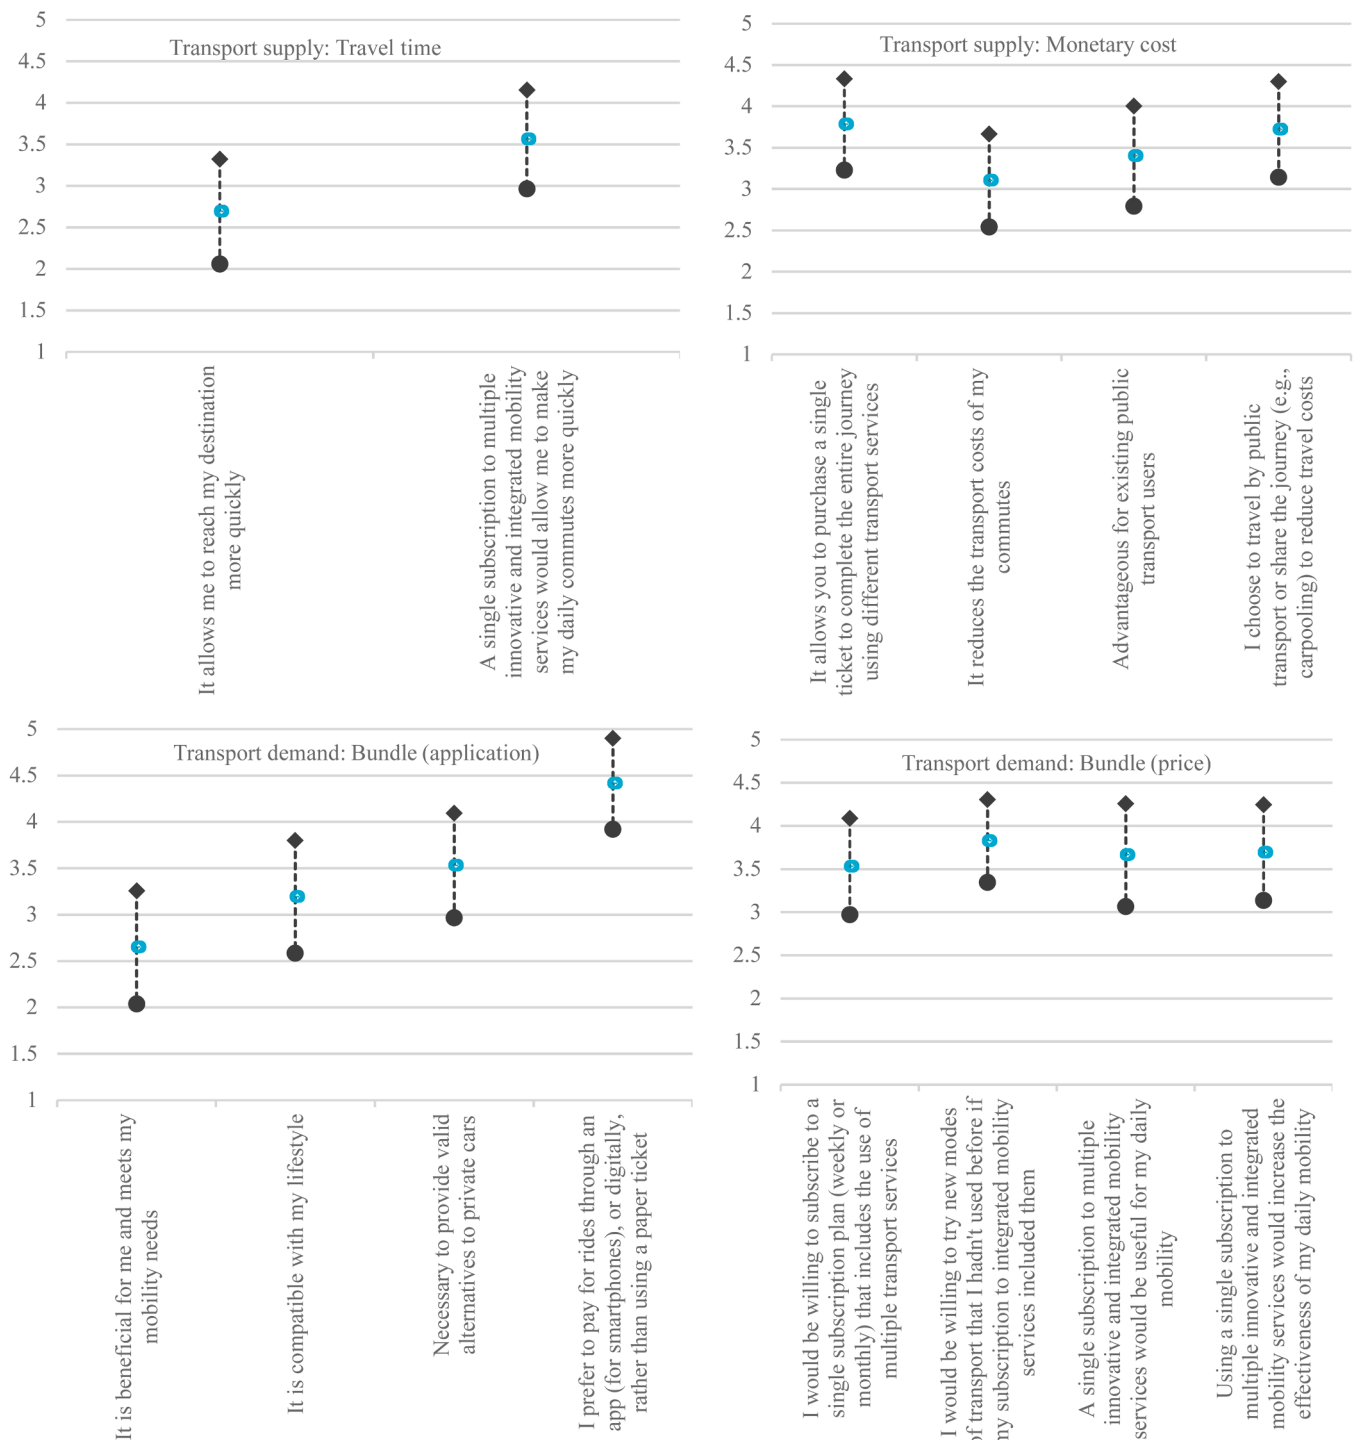 Transport supply: Travel time
5
4.5
4
3.5
3
2.5
2
1.5
1
It allows me to reach my destination
more quickly
A single subscription to multiple
innovative and integrated mobility
services would allow me to make
my daily commutes more quickly
Transport supply: Monetary cost
5
4.5
4
3.5
3
2.5
2
1.5
1
It allows you to purchase a single
ticket to complete the entire journey
using different transport services
It reduces the transport costs of my
commutes
Advantageous for existing public
transport users
I choose to travel by public
transport or share the journey (e.g.,
carpooling) to reduce travel costs
Transport demand: Bundle (application)
5
4.5
4
3.5
3
2.5
2
1.5
1
It is beneficial for me and meets my
mobility needs
It is compatible with my lifestyle
Necessary to provide valid
alternatives to private cars
I prefer to pay for rides through an
app (for smartphones), or digitally,
rather than using a paper ticket
Transport demand: Bundle (price)
5
4.5
4
3.5
3
2.5
2
1.5
1
I would be willing to subscribe to a
single subscription plan (weekly or
monthly) that includes the use of
multiple transport services
I would be willing to try new modes
of transport that I hadn't used before if
my subscription to integrated mobility
services included them
A single subscription to multiple
innovative and integrated mobility
services would be useful for my daily
mobility
Using a single subscription to
multiple innovative and integrated
mobility services would increase the
effectiveness of my daily mobility